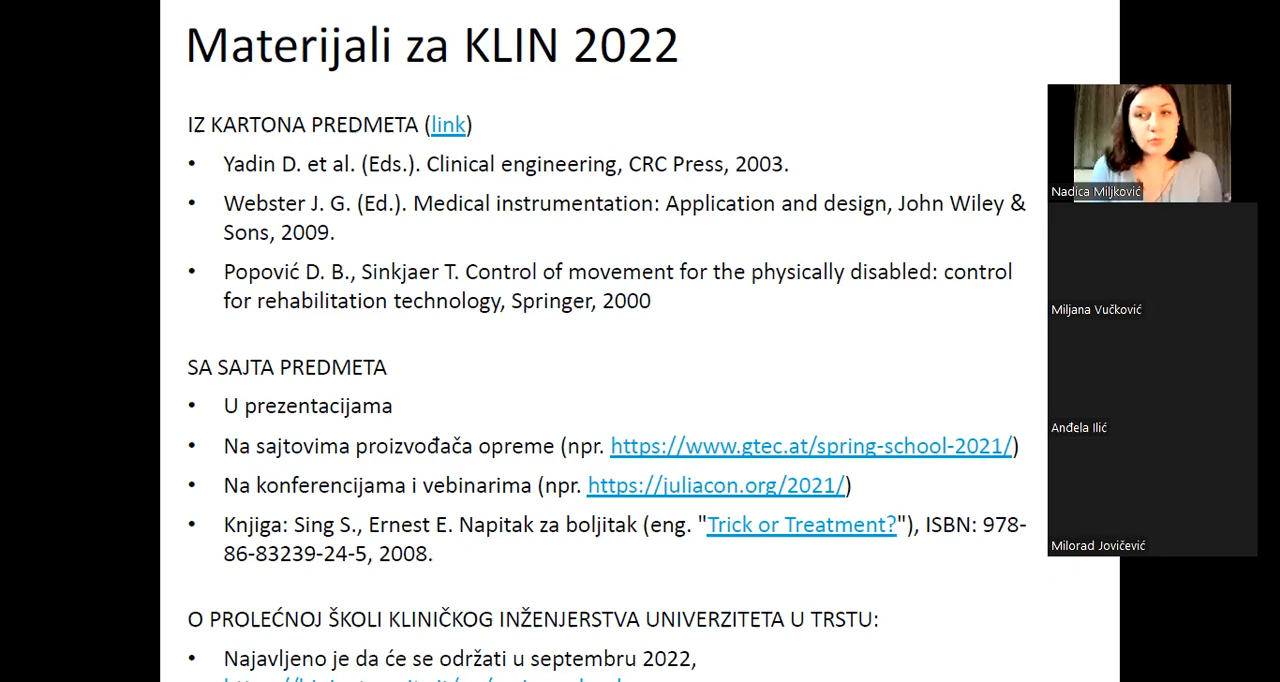 Materijali za KLIN 2022
IZ KARTONA PREDMETA (link)
• Yadin D. et al. (Eds.). Clinical engineering, CRC Press, 2003.
• Webster J. G. (Ed.). Medical instrumentation: Application and design, John Wiley &
Sons, 2009.
• Popović D. B., Sinkjaer T. Control of movement for the physically disabled: control
for rehabilitation technology, Springer, 2000
SA SAJTA PREDMETA
• U prezentacijama
• Na sajtovima proizvođača opreme (npr. https://www.gtec.at/spring-school-2021/)
• Na konferencijama i vebinarima (npr. https://juliacon.org/2021/)
• Knjiga: Sing S., Ernest E. Napitak za boljitak (eng. "Trick or Treatment?"), ISBN: 978-
86-83239-24-5, 2008.
O PROLEĆNOJ ŠKOLI KLINIČKOG INŽENJERSTVA UNIVERZITETA U TRSTU:
• Najavljeno je da će se održati u septembru 2022,
Nadica Miljković
Miljana Vučković
Anđela Ilić
Milorad Jovičević